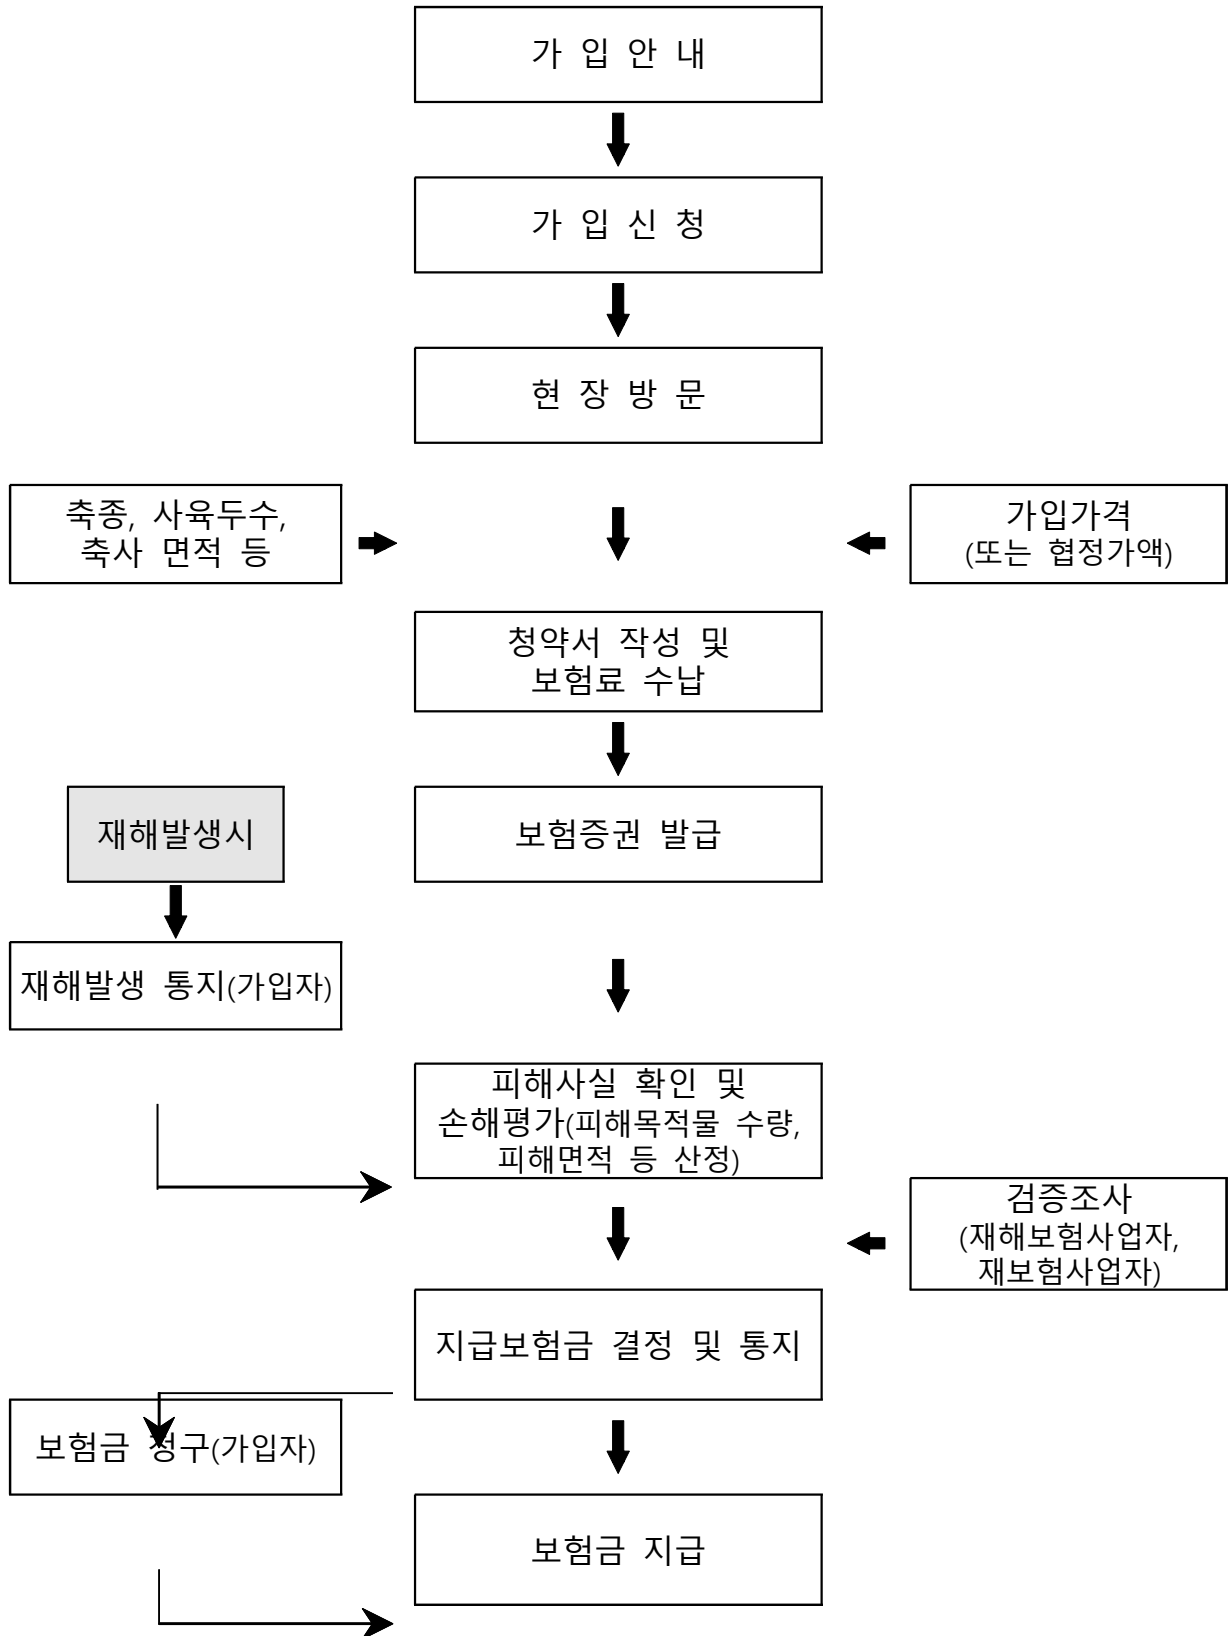 가 입 안 내
가 입 신 청
현 장 방 문
축종, 사육두수,
축사 면적 등
가입가격
(또는 협정가액)
청약서 작성 및
보험료 수납
재해발생시
보험증권 발급
재해발생 통지(가입자)
피해사실 확인 및
손해평가(피해목적물 수량,
피해면적 등 산정)
검증조사
(재해보험사업자,
재보험사업자)
지급보험금 결정 및 통지
보험금 청구(가입자)
보험금 지급